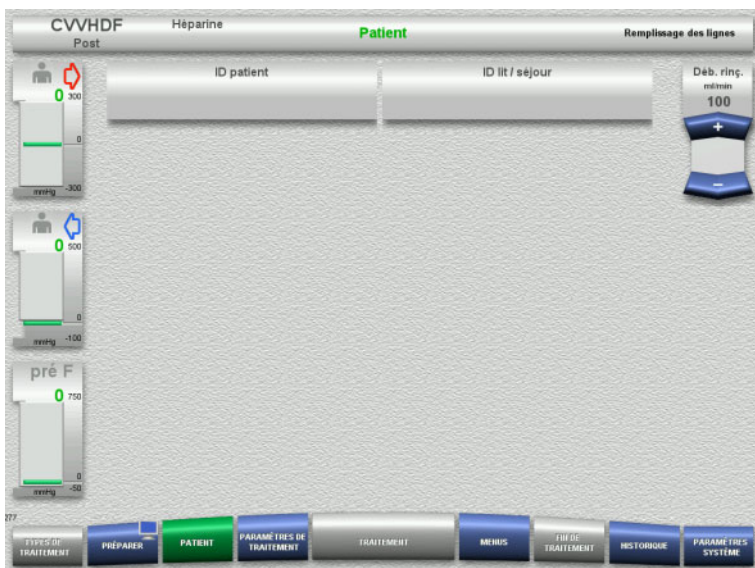 CVVHDF
Post
Héparine
Patient
Remplissage des lignes
0
300
0
mmHg -300
ID patient
ID lit / séjour
Déb. rinç.
ml/min
100
+
−
0
500
0
mmHg -100
pré F
0
750
0
mmHg -50
277
TYPES DE
TRAITEMENT
PRÉPARER
PATIENT
PARAMÈTRES DE
TRAITEMENT
TRAITEMENT
MENUS
FIN DE
TRAITEMENT
HISTORIQUE
PARAMÈTRES
SYSTÈME